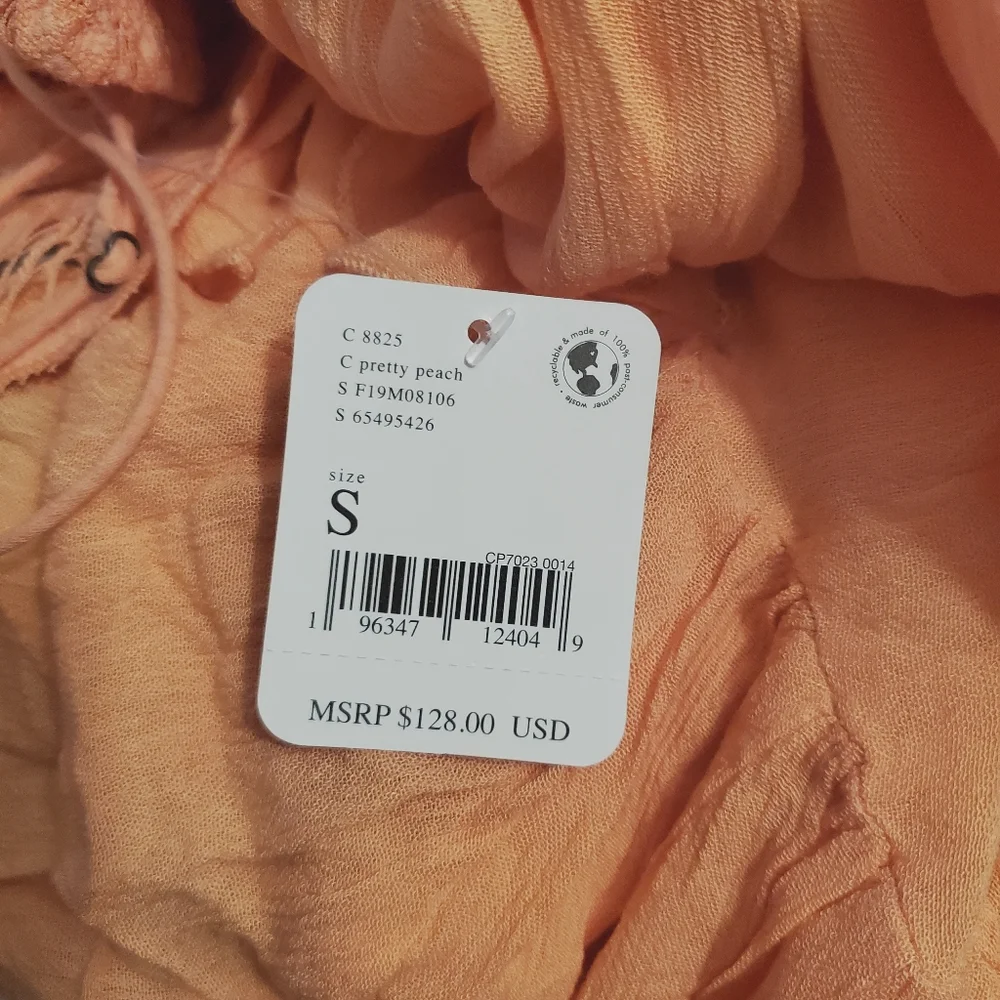 C 8825
C pretty peach
S F19M08106
S 65495426
recyclable & made of 100% post-consumer waste •
size
S
CP7023 0014
1 96347 12404 9
MSRP $128.00 USD